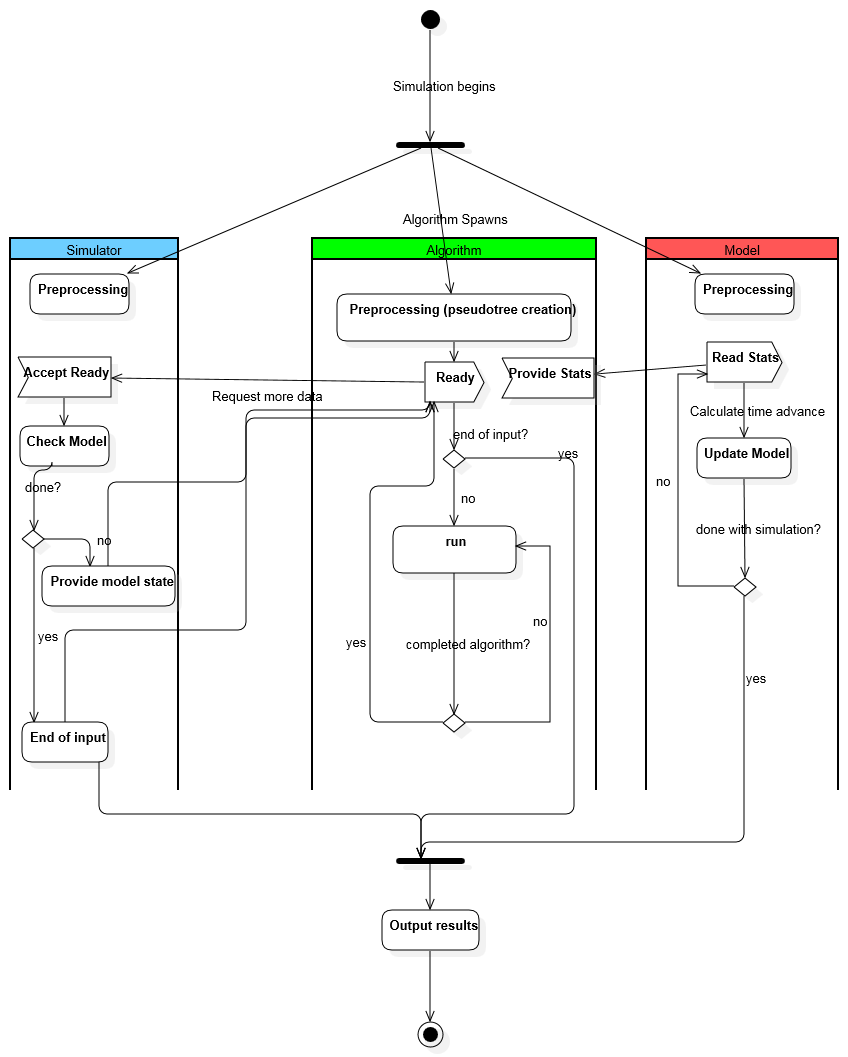 Simulation begins
Algorithm Spawns
Simulator
Algorithm
Model
Preprocessing
Preprocessing (pseudotree creation)
Preprocessing
Accept Ready
Ready
Provide Stats
Read Stats
Request more data
Calculate time advance
Check Model
end of input?
Update Model
yes
done?
no
no
done with simulation?
no
run
Provide model state
no
yes
yes
completed algorithm?
yes
End of input
Output results